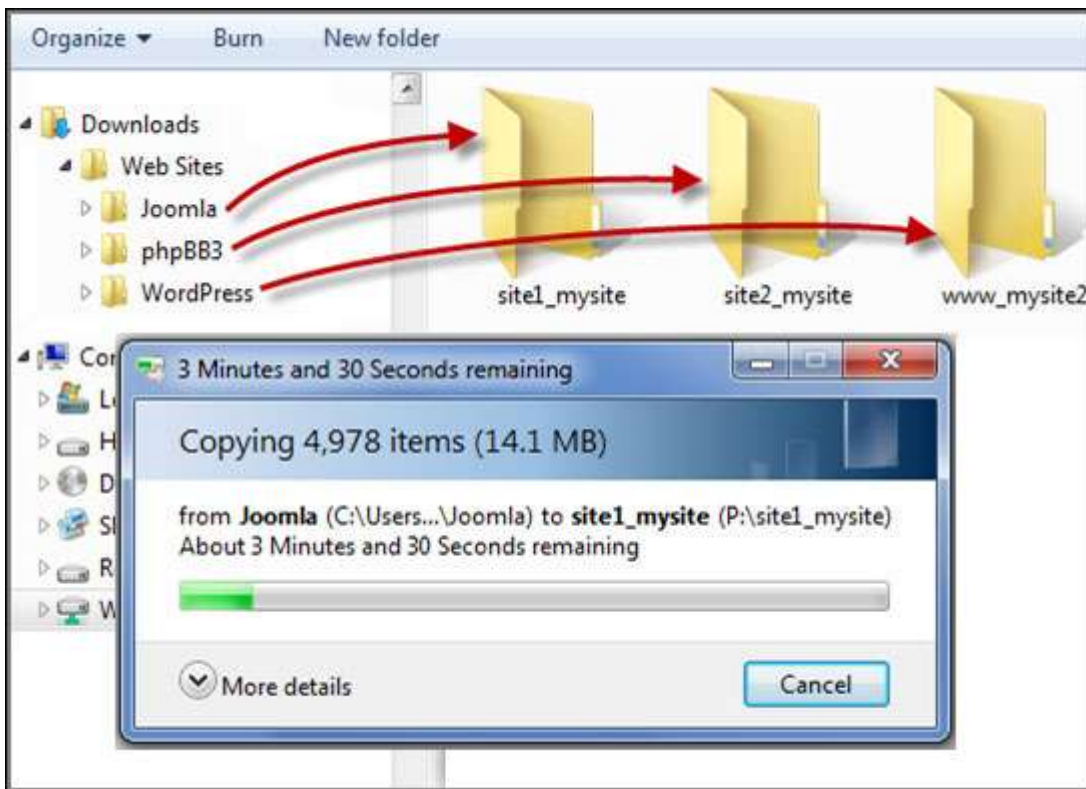 Organize Burn New folder
Downloads
Web Sites
Joomla
phpBB3
WordPress
site1_mysite site2_mysite www_mysite2
3 Minutes and 30 Seconds remaining
Copying 4,978 items (14.1 MB)
from Joomla (C:\Users...\Joomla) to site1_mysite (P:\site1_mysite)
About 3 Minutes and 30 Seconds remaining
More details
Cancel